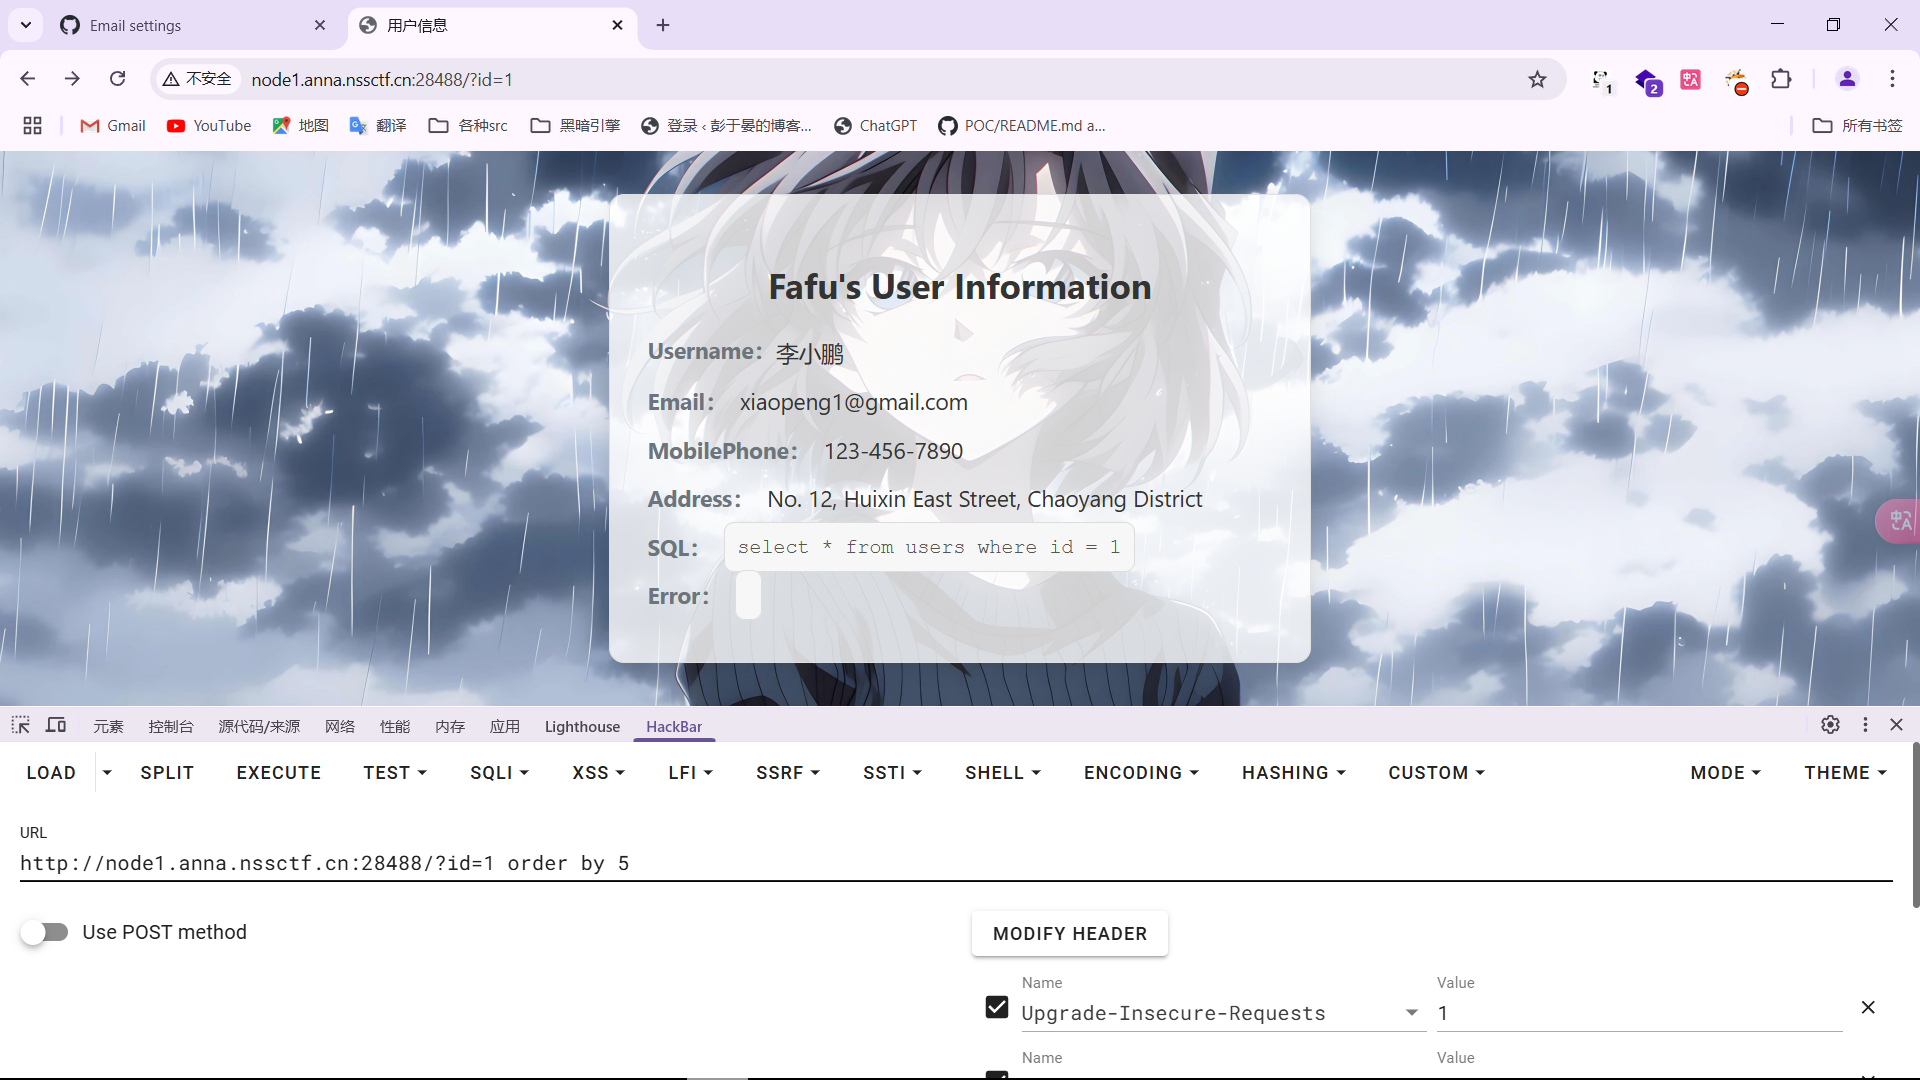 Email settings
用户信息
不安全
node1.anna.nssctf.cn:28488/?id=1
1
2
Gmail
YouTube
地图
翻译
各种src
黑暗引擎
登录 ‹ 彭于晏的博客...
ChatGPT
POC/README.md a...
所有书签
Fafu's User Information
Username： 李小鹏
Email： xiaopeng1@gmail.com
MobilePhone： 123-456-7890
Address： No. 12, Huixin East Street, Chaoyang District
SQL： select * from users where id = 1
Error：
元素 控制台 源代码/来源 网络 性能 内存 应用 Lighthouse HackBar
LOAD SPLIT EXECUTE TEST SQLI XSS LFI SSRF SSTI SHELL ENCODING HASHING CUSTOM MODE THEME
URL
http://node1.anna.nssctf.cn:28488/?id=1 order by 5
Use POST method
MODIFY HEADER
Name Value
Upgrade-Insecure-Requests 1
Name Value